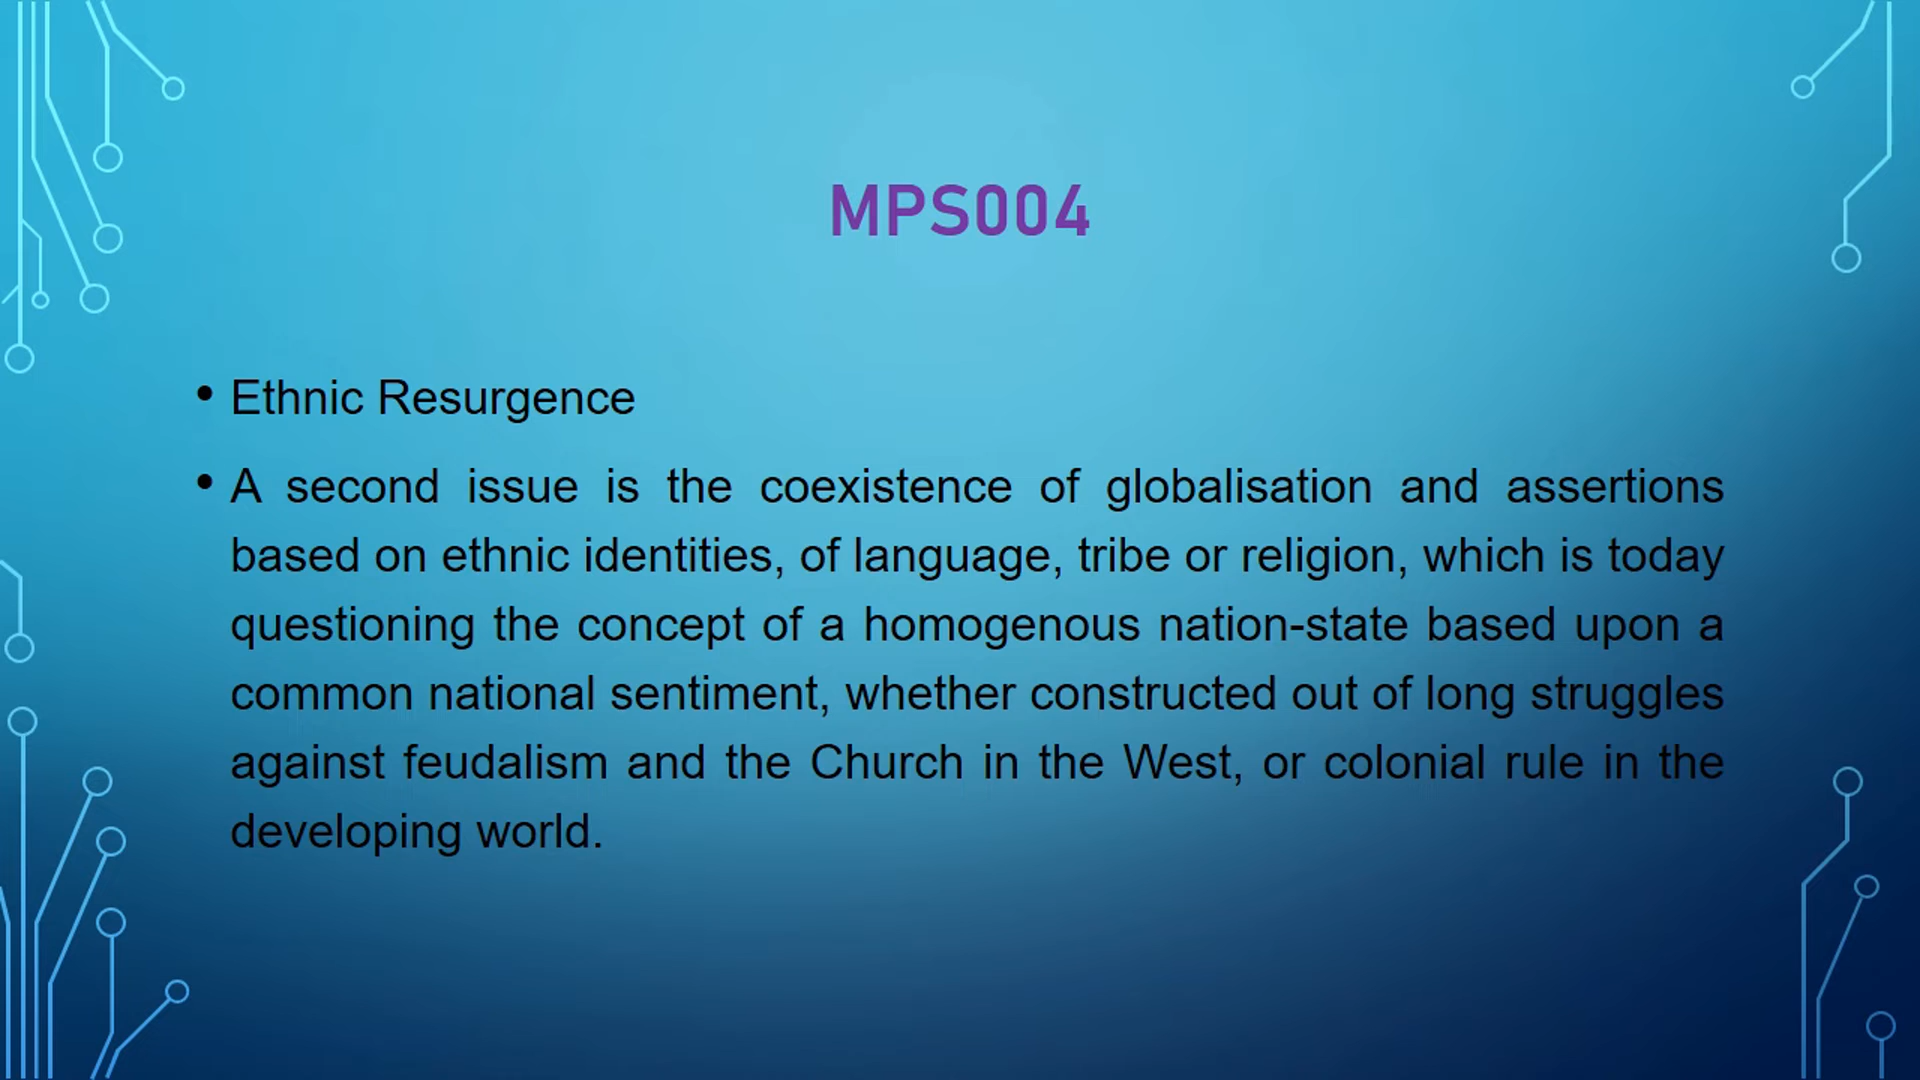 MPS004
• Ethnic Resurgence
• A second issue is the coexistence of globalisation and assertions
based on ethnic identities, of language, tribe or religion, which is today
questioning the concept of a homogenous nation-state based upon a
common national sentiment, whether constructed out of long struggles
against feudalism and the Church in the West, or colonial rule in the
developing world.